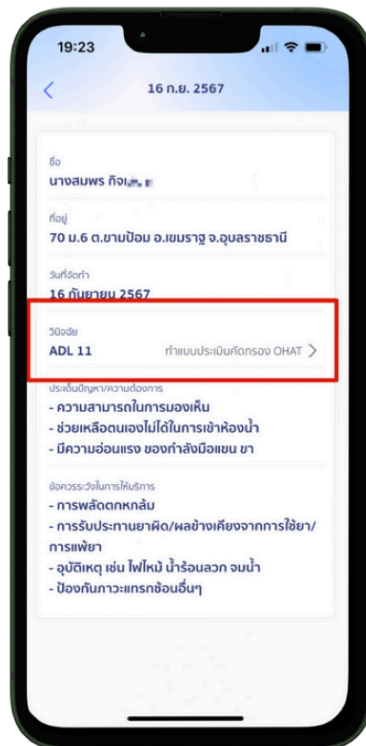 19:23
16 ก.ย. 2567
ชื่อ
นางสมพร
ที่อยู่
70 ม.6 ต.ขามป้อม อ.เขมราฐ จ.อุบลราชธานี
วันที่จัดทำ
16 กันยายน 2567
วินิจฉัย
ADL 11 ทำแบบประเมินคัดกรอง OHAT
ประเด็นปัญหา/ความต้องการ
- ความสามารถในการมองเห็น
- ช่วยเหลือตนเองไม่ได้ในการเข้าห้องน้ำ
- มีความอ่อนแรง ของกำลังมือแขน ขา
ข้อควรระวังในการให้บริการ
- การพลัดตกหกล้ม
- การรับประทานยาผิด/ผลข้างเคียงจากการใช้ยา/
การแพ้ยา
- อุบัติเหตุ เช่น ไฟไหม้ น้ำร้อนลวก จมน้ำ
- ป้องกันภาวะแทรกซ้อนอื่นๆ